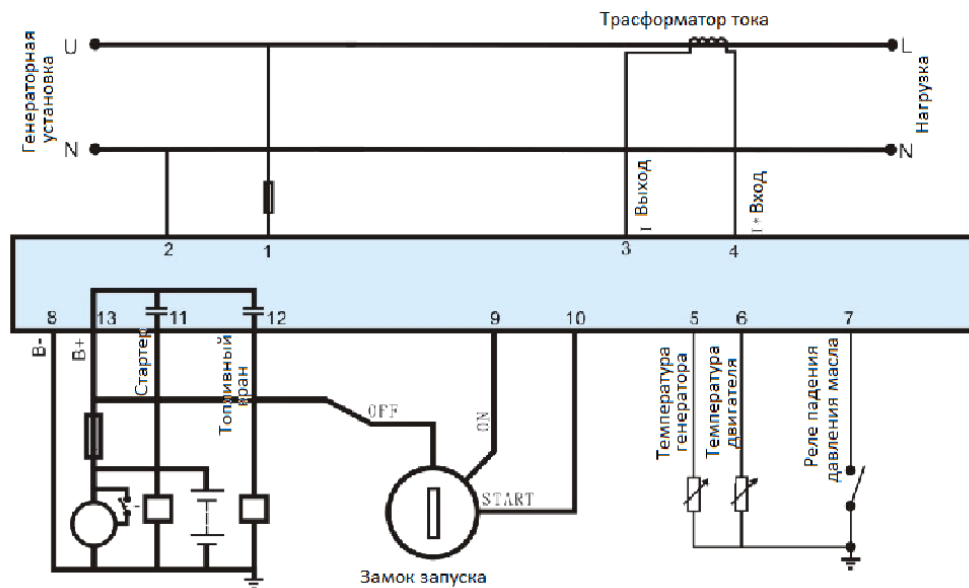 Трасформатор тока
U
L
Генераторная
установка
Нагрузка
N
N
I Выход
I * Вход
2
1
3
4
8
13
11
12
9
10
5
6
7
B-
B+
Стартер
Топливный
кран
OFF
ON
START
Температура
генератора
Температура
двигателя
Реле падения
давления масла
Замок запуска